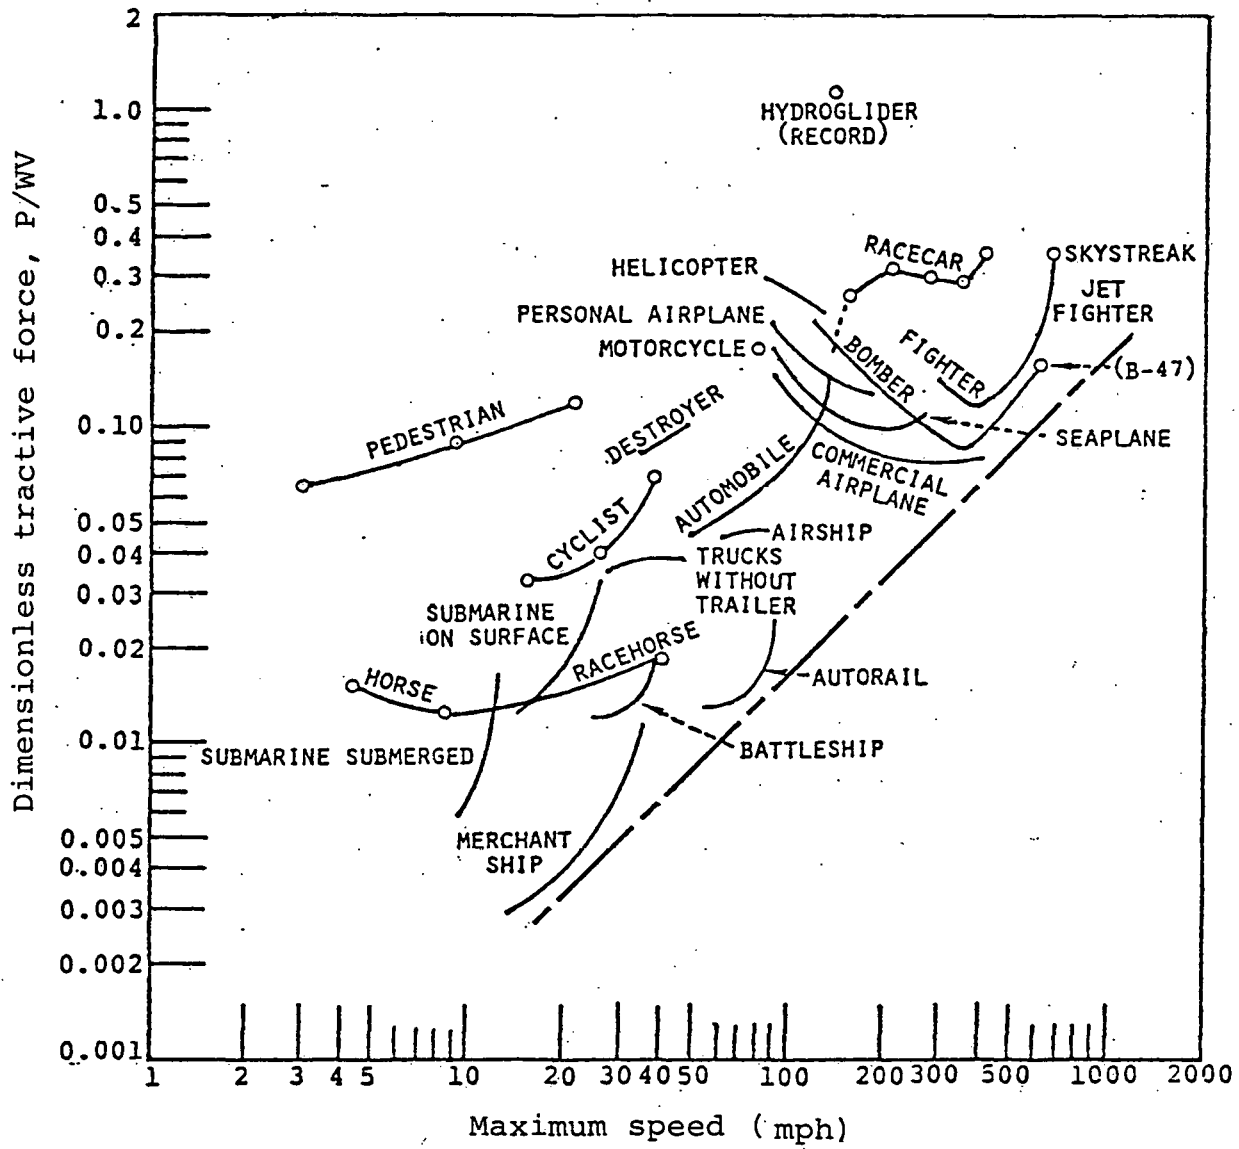 Dimensionless tractive force, P/WV
2
1.0
0.5
0.4
0.3
0.2
0.10
0.05
0.04
0.03
0.02
0.01
0.005
0.004
0.003
0.002
0.001
HYDROGLIDER
(RECORD)
RACECAR
SKYSTREAK
HELICOPTER
JET
FIGHTER
PERSONAL AIRPLANE
MOTORCYCLE
BOMBER
FIGHTER
(B-47)
PEDESTRIAN
DESTROYER
SEAPLANE
AUTOMOBILE
COMMERCIAL
AIRPLANE
CYCLIST
AIRSHIP
TRUCKS
WITHOUT
TRAILER
SUBMARINE
ON SURFACE
RACEHORSE
HORSE
AUTORAIL
BATTLESHIP
SUBMARINE SUBMERGED
MERCHANT
SHIP
1 2 3 4 5 10 20 30 40 50 100 200 300 500 1000 2000
Maximum speed (mph)